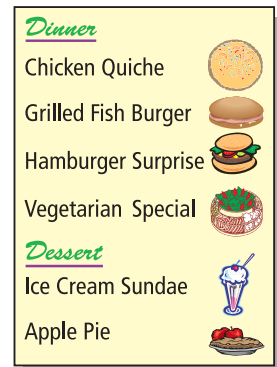 Dinner
Chicken Quiche
Grilled Fish Burger
Hamburger Surprise
Vegetarian Special
Dessert
Ice Cream Sundae
Apple Pie